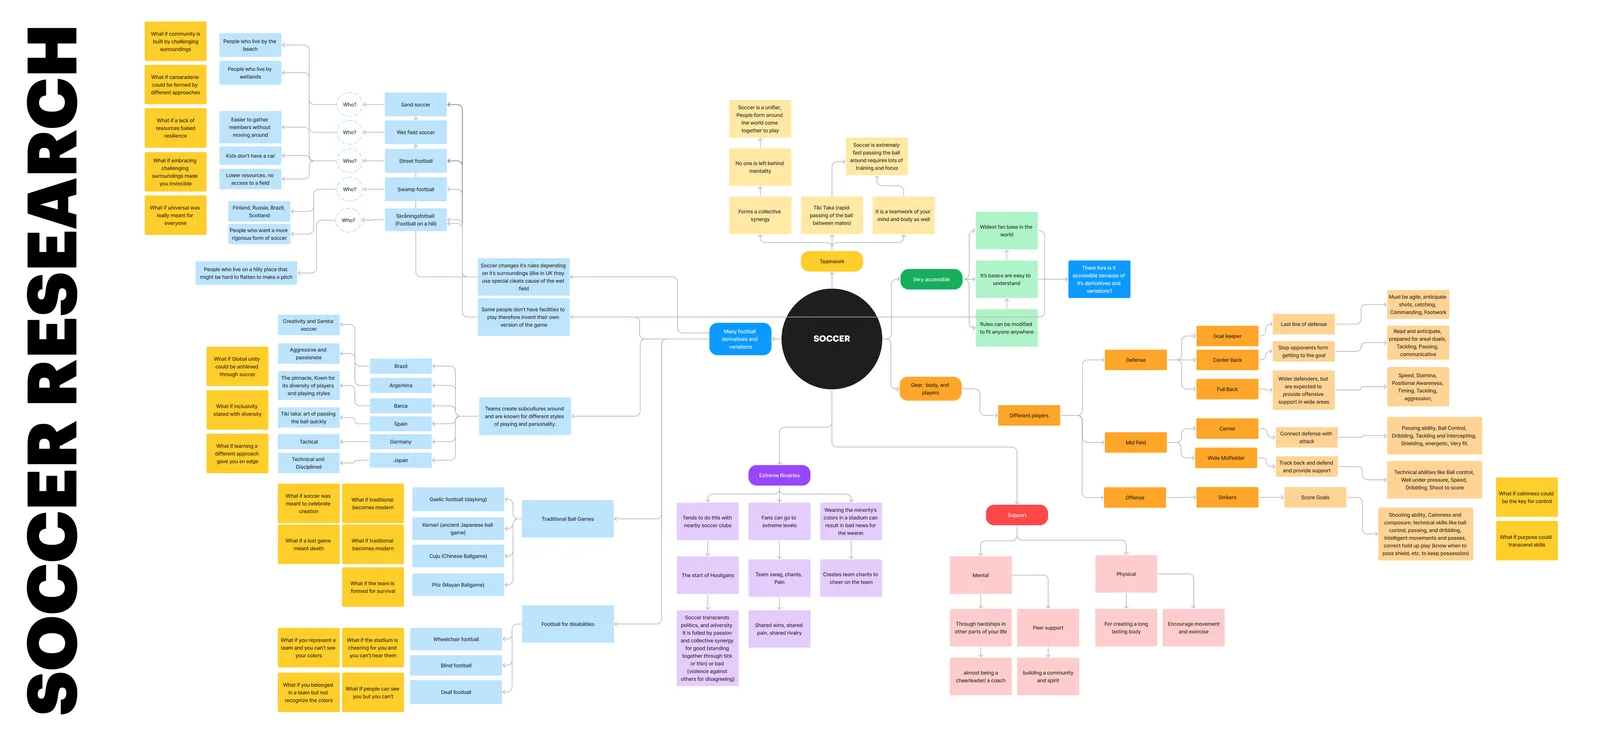 SOCCER RESEARCH
What if community is
built by challenging
surroundings
What if camaraderie
could be formed by
different approaches
What if a lack of
resources fueled
resilience
What if embracing
challenging
surroundings made
you invincible
What if universal was
really meant for
everyone
People who live by the
beach
People who live by
wetlands
Easier to gather
members without
moving around
Kids don't have a car
Lower resources, no
access to a field
Finland, Russia, Brazil,
Scotland
People who want a more
rigorous form of soccer
People who live on a hilly place that
might be hard to flatten to make a pitch
Who?
Who?
Who?
Who?
Who?
Sand soccer
Wet field soccer
Street football
Swamp football
Skråningsfotball
(Football on a hill)
Soccer changes it's rules depending
on it's surroundings (like in UK they
use special cleats cause of the wet
field
Some people don't have facilities to
play therefore invent their own
version of the game
Many football
derivatives and
variations
SOCCER
Soccer is a unifier,
People form around
the world come
together to play
No one is left behind
mentality
Forms a collective
synergy
Soccer is extremely
fast passing the ball
around requires lots of
training and focus
Tiki Taka (rapid
passing of the ball
between mates)
It is a teamwork of your
mind and body as well
Teamwork
Very accessible
Widest fan base in the
world
It's basics are easy to
understand
Rules can be modified
to fit anyone anywhere
There fore is it
accessible because of
it's derivatives and
variations?
Gear, body, and
players
Different players
Defense
Mid field
Offense
Goal keeper
Center Back
Full Back
Center
Wide Midfielder
Strikers
Last line of defense
Stop opponents form
getting to the goal
Wider defenders, but
are expected to
provide offensive
support in wide areas
Connect defense with
attack
Track back and defend
and provide support
Score Goals
Must be agile, anticipate
shots, catching,
Commanding, Footwork
Read and anticipate,
prepared for areal duels,
Tackling, Passing,
communicative
Speed, Stamina,
Positional Awareness,
Timing, Tackling,
aggression,
Passing ability, Ball Control,
Dribbling, Tackling and intercepting,
Shielding, energetic, Very fit.
Technical abilities like Ball control,
Well under pressure, Speed,
Dribbling, Shoot to score
Shooting ability, Calmness and
composure, technical skills like ball
control, passing, and dribbling,
Intelligent movements and passes,
correct hold up play (know when to
pass shield, etc. to keep possession)
What if calmness could
be the key for control
What if purpose could
transcend skills
What if Global unity
could be achieved
through soccer
What if inclusivity
stated with diversity
What if learning a
different approach
gave you an edge
Creativity and Samba
soccer
Aggressive and
passionate
The pinnacle, Kown for
its diversity of players
and playing styles
Tiki taka: art of passing
the ball quickly
Tactical
Technical and
Disciplined
Brazil
Argentina
Barca
Spain
Germany
Japan
Teams create subcultures around
and are known for different styles
of playing and personality.
What if soccer was
meant to celebrate
creation
What if traditional
becomes modern
What if a lost game
meant death
What if traditional
becomes modern
What if the team is
formed for survival
Gaelic football (daylong)
Kemari (ancient Japanese ball
game)
Cuju (Chinese Ballgame)
Pitz (Mayan Ballgame)
Traditional Ball Games
What if you represent a
team and you can't see
your colors
What if the stadium is
cheering for you and
you can't hear them
What if you belonged
in a team but not
recognize the colors
What if people can see
you but you can't
Wheelchair football
Blind football
Deaf football
Football for disabilities
Extreme Rivalries
Tends to do this with
nearby soccer clubs
Fans can go to
extreme levels
Wearing the minority's
colors in a stadium can
result in bad news for
the wearer.
The start of Hooligans
Team swag, chants,
Pain
Creates team chants to
cheer on the team
Soccer transcends
politics, and adversity.
It is fulled by passion
and collective synergy
for good (standing
together through tick
or thin) or bad
(violence against
others for disagreeing)
Shared wins, shared
pain, shared rivalry
Support
Mental
Physical
Through hardships in
other parts of your life
Peer support
For creating a long
lasting body
Encourage movement
and exercise
almost being a
cheerleader/ a coach
building a community
and spirit